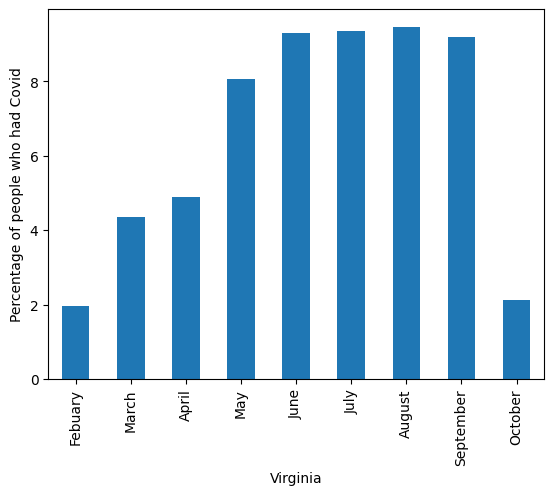 Percentage of people who had Covid
8
6
4
2
0
Febuary
March
April
May
June
July
August
September
October
Virginia